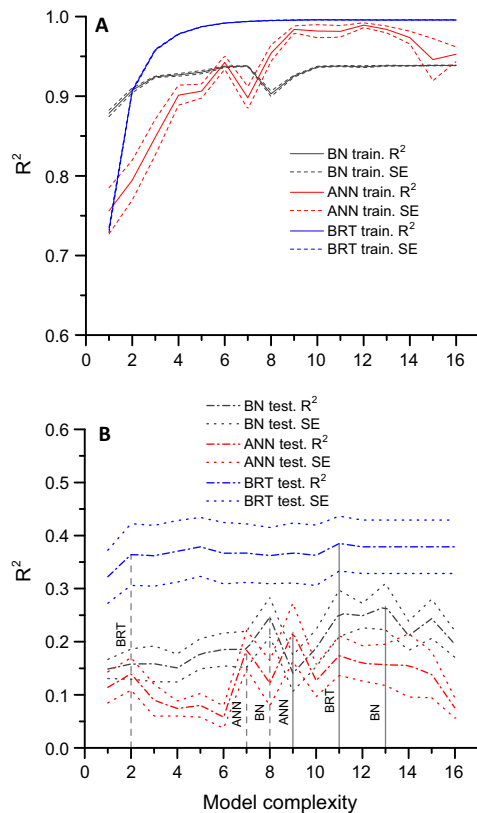 A
1.0
0.9
0.8
0.7
0.6
R²
BN train. R²
BN train. SE
ANN train. R²
ANN train. SE
BRT train. R²
BRT train. SE
0 2 4 6 8 10 12 14 16
BN test. R²
BN test. SE
ANN test. R²
ANN test. SE
BRT test. R²
BRT test. SE
B
0.6
0.5
0.4
0.3
0.2
0.1
0.0
R²
BRT
ANN
BN
ANN
BRT
BN
0 2 4 6 8 10 12 14 16
Model complexity